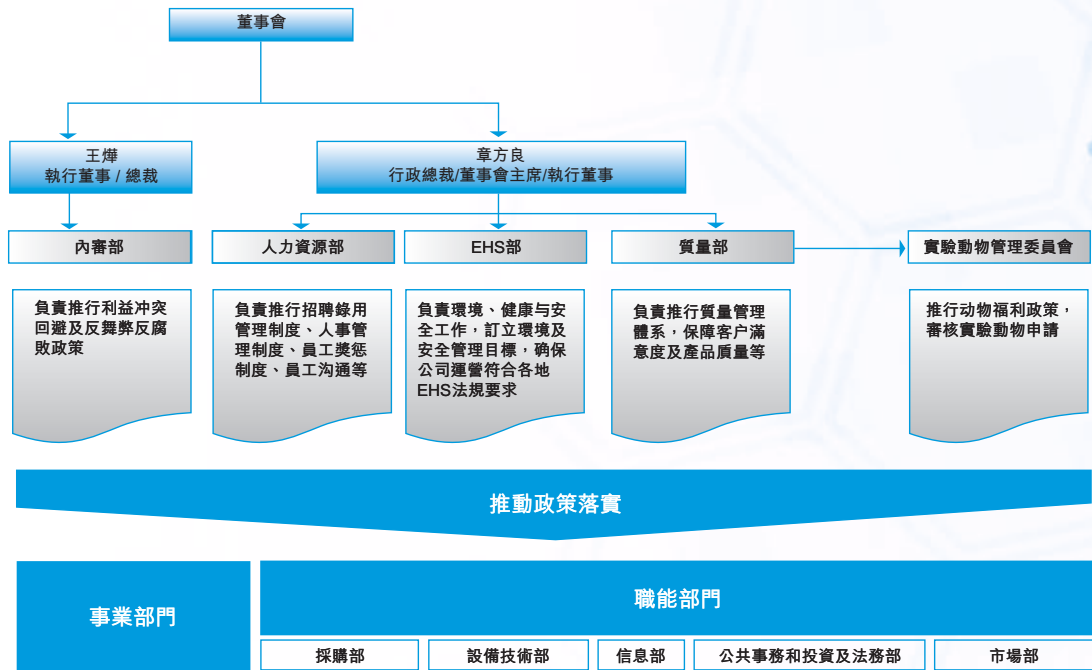 董事會
王燁
執行董事 / 總裁
章方良
行政總裁/董事會主席/執行董事
內審部
人力資源部
EHS部
質量部
實驗動物管理委員會
負責推行利益冲突
回避及反舞弊反腐
敗政策
負責推行招聘錄用
管理制度、人事管
理制度、員工獎惩
制度、員工沟通等
負責環境、健康与安
全工作，訂立環境及
安全管理目標，确保
公司運營符合各地
EHS法規要求
負責推行質量管理
體系，保障客户滿
意度及產品質量等
推行动物福利政策，
審核實驗動物申請
推動政策落實
事業部門
職能部門
採購部
設備技術部
信息部
公共事務和投資及法務部
市場部